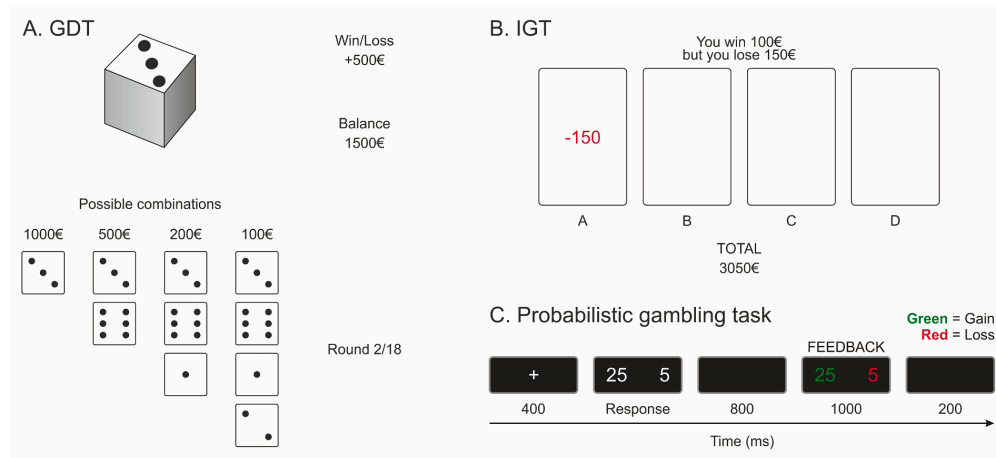 A. GDT
Win/Loss
+500€
Balance
1500€
Possible combinations
1000€ 500€ 200€ 100€
Round 2/18
B. IGT
You win 100€
but you lose 150€
-150
A B C D
TOTAL
3050€
C. Probabilistic gambling task
Green = Gain
Red = Loss
FEEDBACK
+ 25 5 25 5
400 Response 800 1000 200
Time (ms)